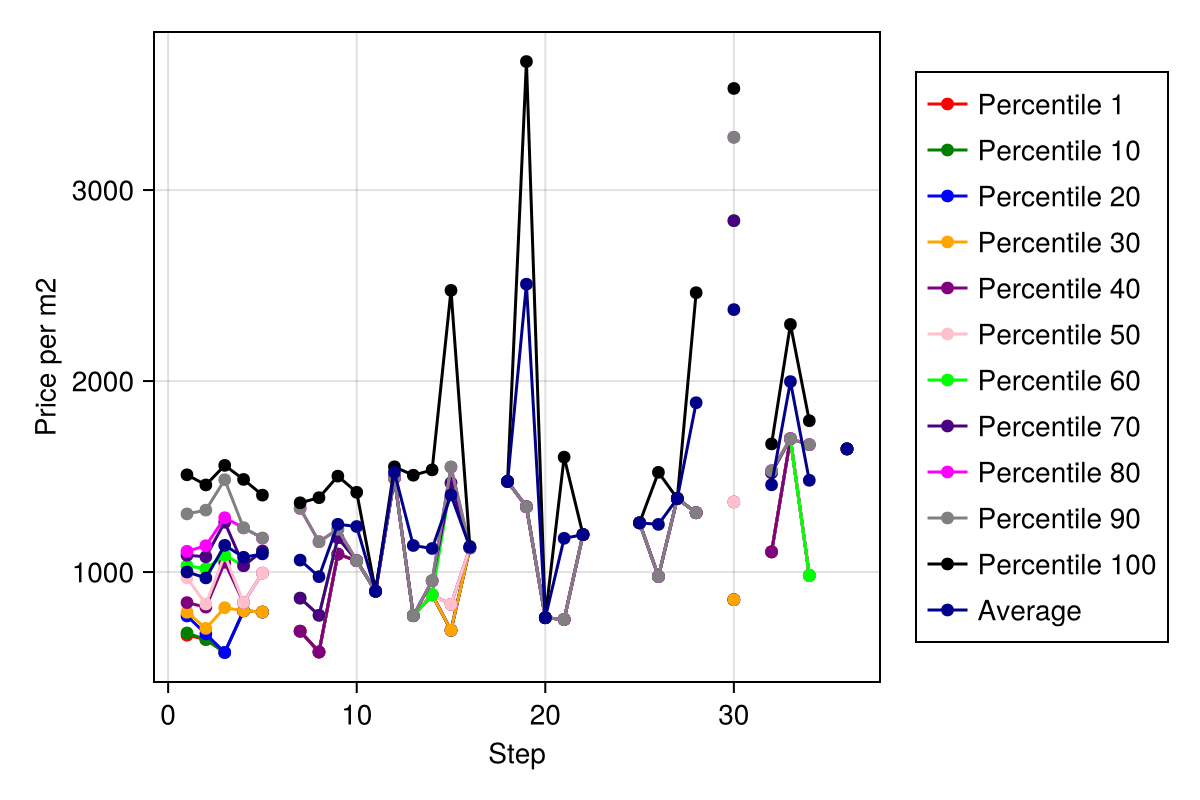 3000
2000
1000
Price per m2
0
10
20
30
Step
Percentile 1
Percentile 10
Percentile 20
Percentile 30
Percentile 40
Percentile 50
Percentile 60
Percentile 70
Percentile 80
Percentile 90
Percentile 100
Average